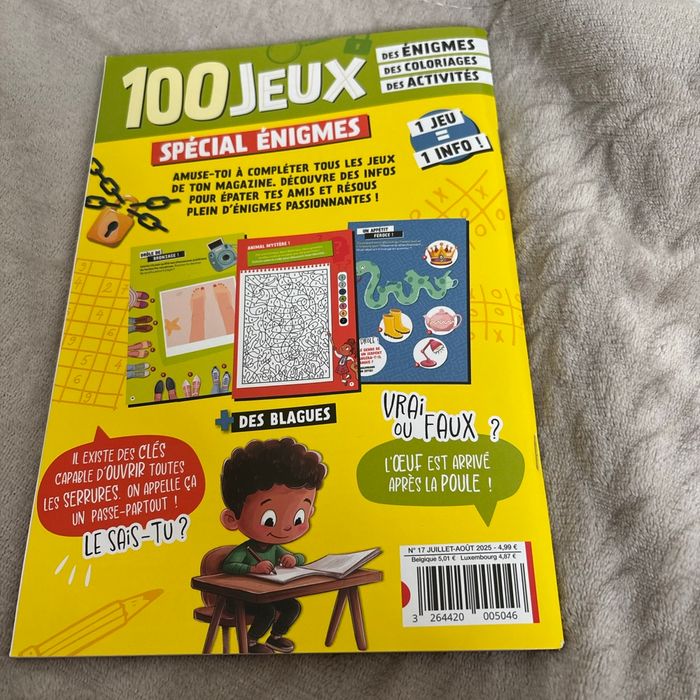 100 JEUX
DES ÉNIGMES
DES COLORIAGES
DES ACTIVITÉS
SPÉCIAL ÉNIGMES
1 JEU
=
1 INFO !
AMUSE-TOI À COMPLÉTER TOUS LES JEUX
DE TON MAGAZINE. DÉCOUVRE DES INFOS
POUR ÉPATER TES AMIS ET RÉSOUS
PLEIN D'ÉNIGMES PASSIONNANTES !
DRÔLE DE
BRONZAGE !
ANIMAL MYSTÈRE !
UN APPÉTIT
FÉROCE !
+ DES BLAGUES
IL EXISTE DES CLÉS
CAPABLE D'OUVRIR TOUTES
LES SERRURES. ON APPELLE ÇA
UN PASSE-PARTOUT !
LE SAIS-TU ?
VRAI
OU FAUX ?
L'ŒUF EST ARRIVÉ
APRÈS LA POULE !
N° 17 JUILLET-AOÛT 2025 - 4,99 €
Belgique 5,01 € Luxembourg 4,87 €
3 264420 005046